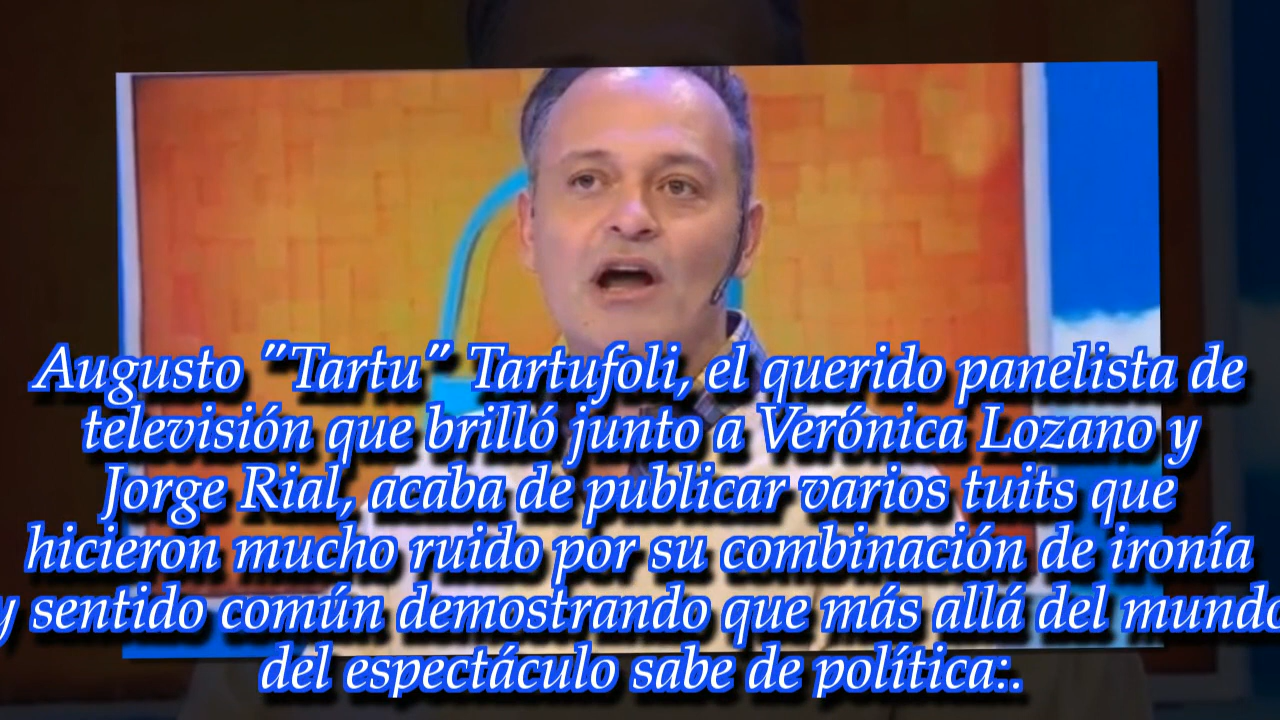 Augusto "Tartu" Tartufoli, el querido panelista de
televisión que brilló junto a Verónica Lozano y
Jorge Rial, acaba de publicar varios tuits que
hicieron mucho ruido por su combinación de ironía
y sentido común demostrando que más allá del mundo
del espectáculo sabe de política:.